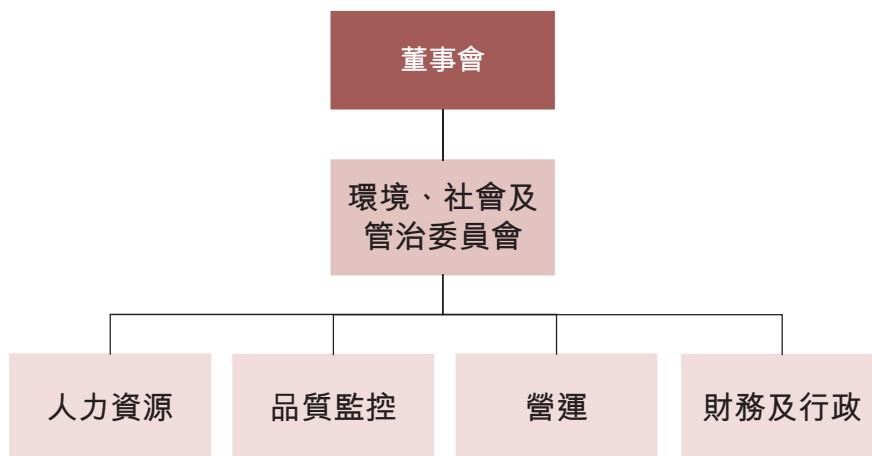 董事會
環境、社會及
管治委員會
人力資源
品質監控
營運
財務及行政